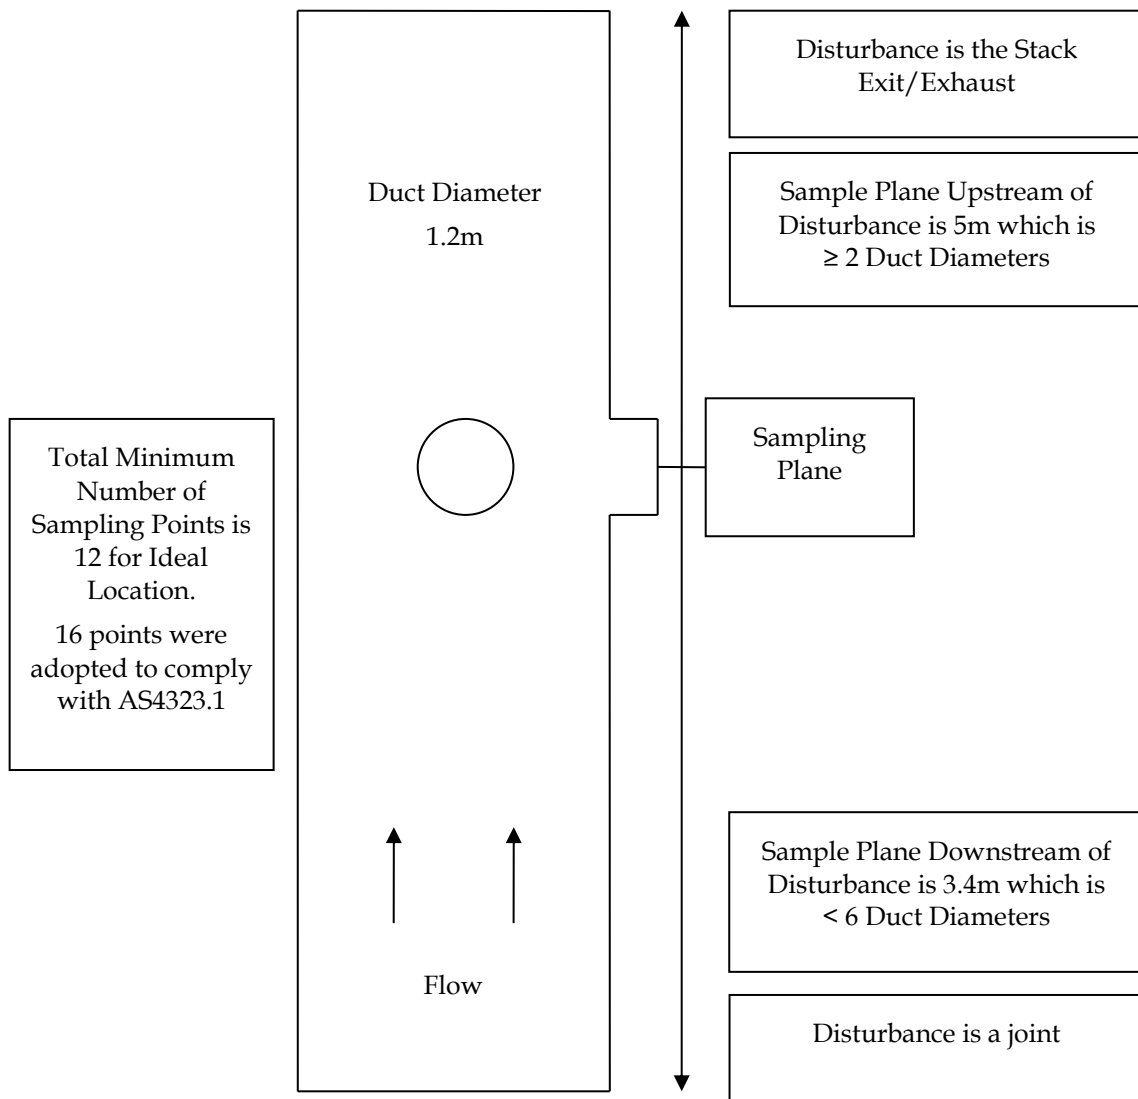 Disturbance is the Stack
Exit/Exhaust
Duct Diameter
1.2m
Sample Plane Upstream of
Disturbance is 5m which is
≥ 2 Duct Diameters
Sampling
Plane
Total Minimum
Number of
Sampling Points is
12 for Ideal
Location.
16 points were
adopted to comply
with AS4323.1
Sample Plane Downstream of
Disturbance is 3.4m which is
< 6 Duct Diameters
Flow
Disturbance is a joint